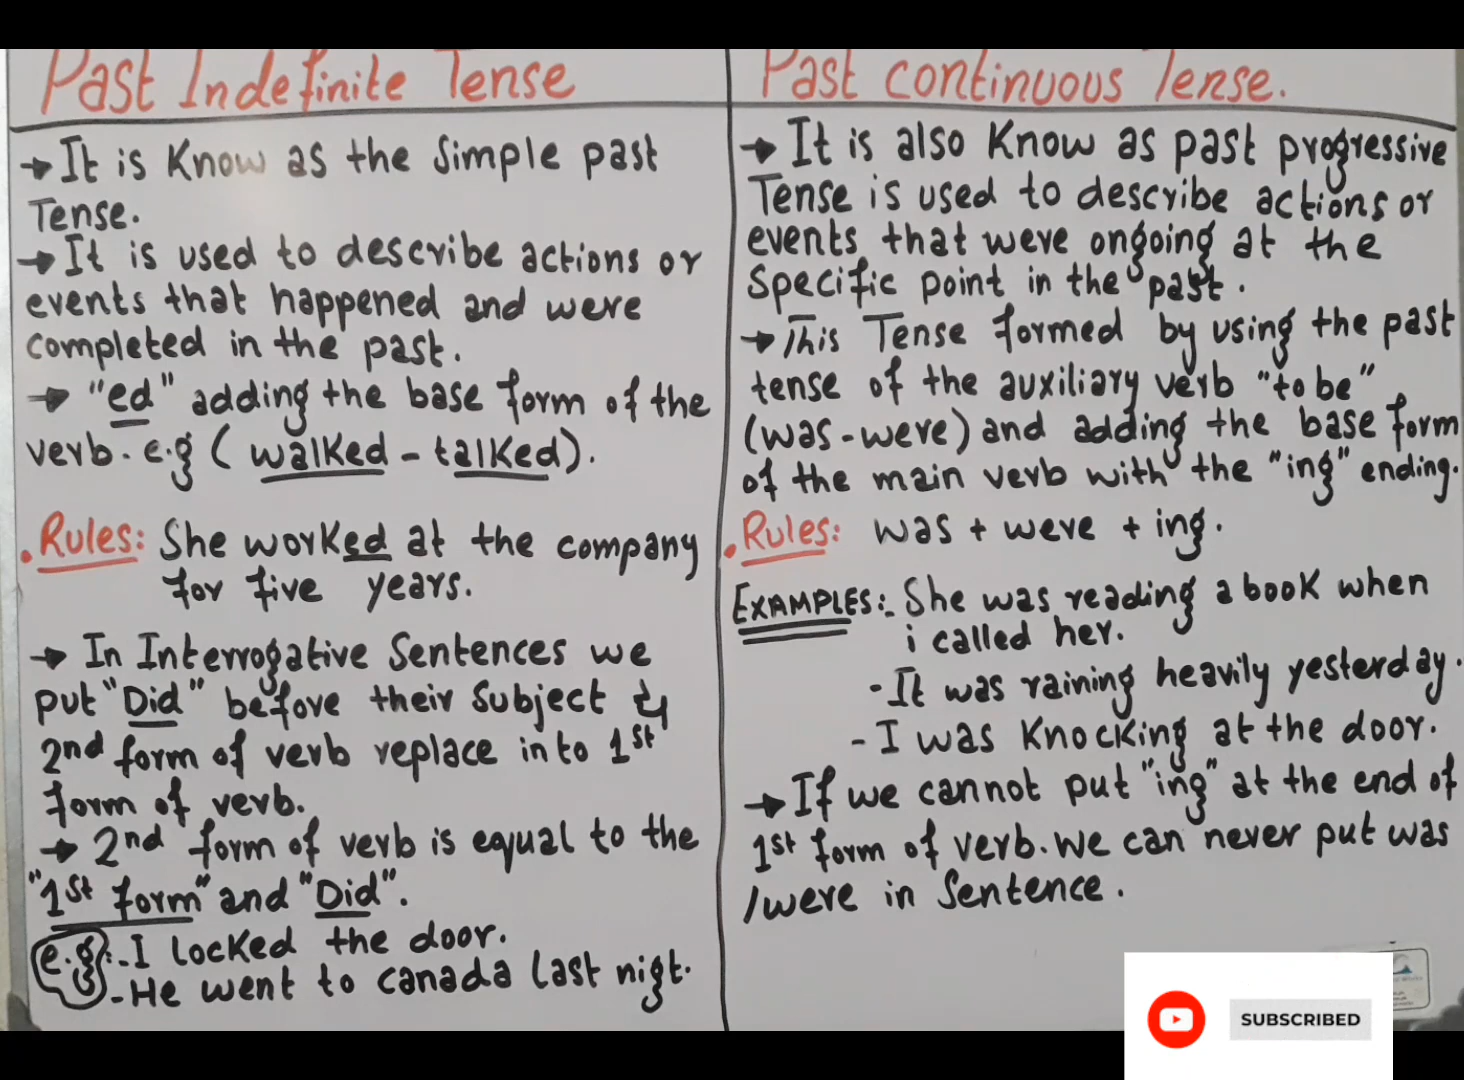 Past Indefinite Tense
→ It is Know as the Simple past
Tense.
→ It is used to describe actions or
events that happened and were
completed in the past.
→ "ed" adding the base form of the
verb. e.g ( walked - talked).
. Rules: She worked at the company
for five years.
→ In Interrogative Sentences we
put "Did" before their Subject &
2nd form of verb replace in to 1st
form of verb.
→ 2nd form of verb is equal to the
"1st form" and "Did".
e.g:- I locked the door.
- He went to canada last nigt.
Past continuous Tense.
→ It is also Know as past progressive
Tense is used to describe actions or
events that were ongoing at the
Specific point in the past.
→ This Tense formed by using the past
tense of the auxiliary verb "to be"
(was-were) and adding the base form
of the main verb with the "ing" ending.
. Rules: was + were + ing.
EXAMPLES:- She was reading a book when
i called her.
- It was raining heavily yesterday.
- I was Knocking at the door.
→ If we cannot put "ing" at the end of
1st form of verb. We can never put was
/were in Sentence.
SUBSCRIBED